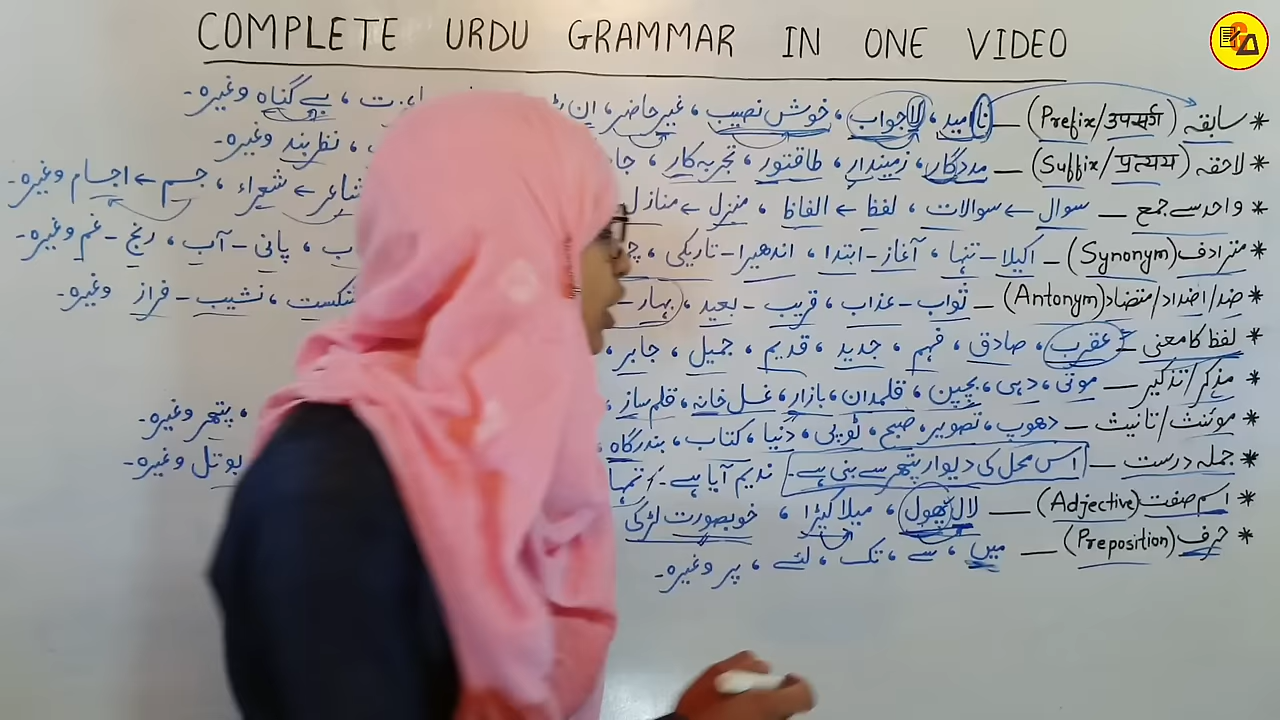 COMPLETE URDU GRAMMAR IN ONE VIDEO
* سابقہ (Prefix/उपसर्ग) — ناامید، لاجواب، خوش نصیب، غیر حاضر، بے گناہ وغیرہ۔
* لاحقہ (Suffix/प्रत्यय) — مددگار، زمیندار، طاقتور، تجربہ کار، نظر بند وغیرہ۔
* واحد سے جمع — سوال ← سوالات، لفظ ← الفاظ، منزل ← منازل شاعر ← شعراء، جسم ← اجسام وغیرہ۔
* مترادف (Synonym) — اکیلا - تنہا، آغاز - ابتدا، اندھیرا - تاریکی، پانی - آب، رنج - غم وغیرہ۔
* ضد/اضداد/متضاد (Antonym) — ثواب - عذاب، قریب - بعید، بہار - شکست، نشیب - فراز وغیرہ۔
* لفظ کا معنی — عقرب، صادق، فہم، جدید، قدیم، جمیل، جابر،
* مذکر/تذکیر — موتی، دہی، بچپن، قلمدان، بازار، غسل خانہ، قلم ساز، پتھر وغیرہ۔
* موئنث/تانیث — دھوپ، تصویر، صبح، ٹوپی، دنیا، کتاب، بندرگاہ، بوتل وغیرہ۔
* جملہ درست — اس محل کی دیوار پتھر سے بنی ہے۔ ندیم آیا ہے۔
* اسم صفت (Adjective) — لال پھول، میلا کپڑا، خوبصورت لڑکی
* حرف (Preposition) — میں، سے، تک، لئے، پر وغیرہ۔